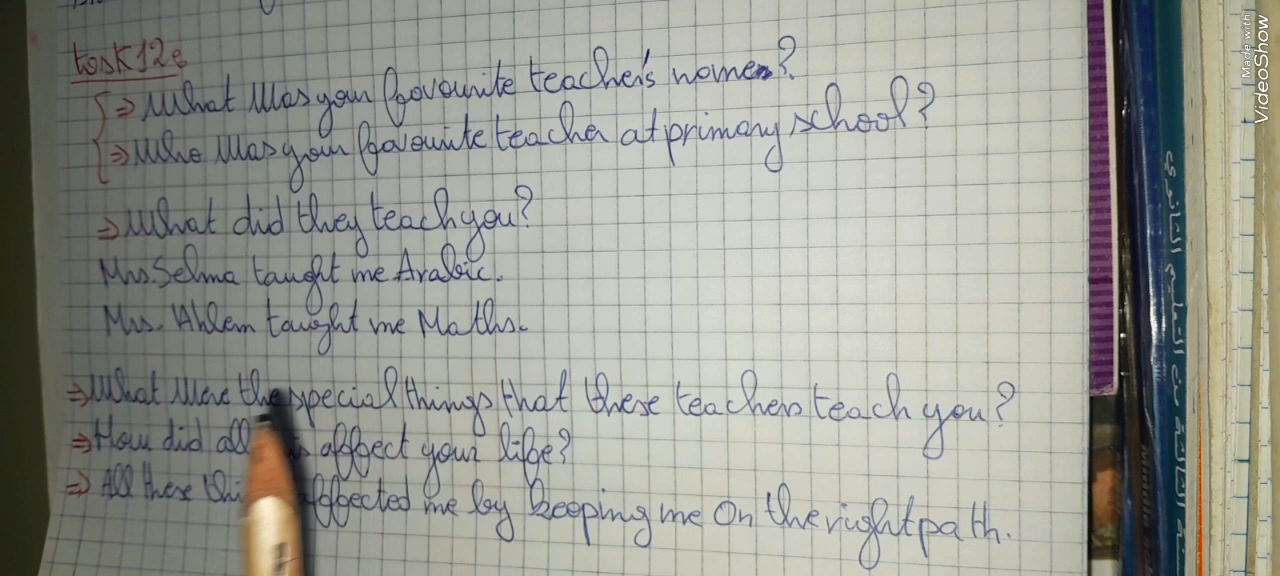 task 12:
⇒ What was your favourite teacher's name?
⇒ Who was your favourite teacher at primary school?
⇒ What did they teach you?
Mrs. Selma taught me Arabic.
Mrs. Ahlem taught me Maths.
⇒ What were the special things that these teachers teach you?
⇒ How did all affect your life?
⇒ All these affected me by keeping me on the right path.
Made with
VideoShow